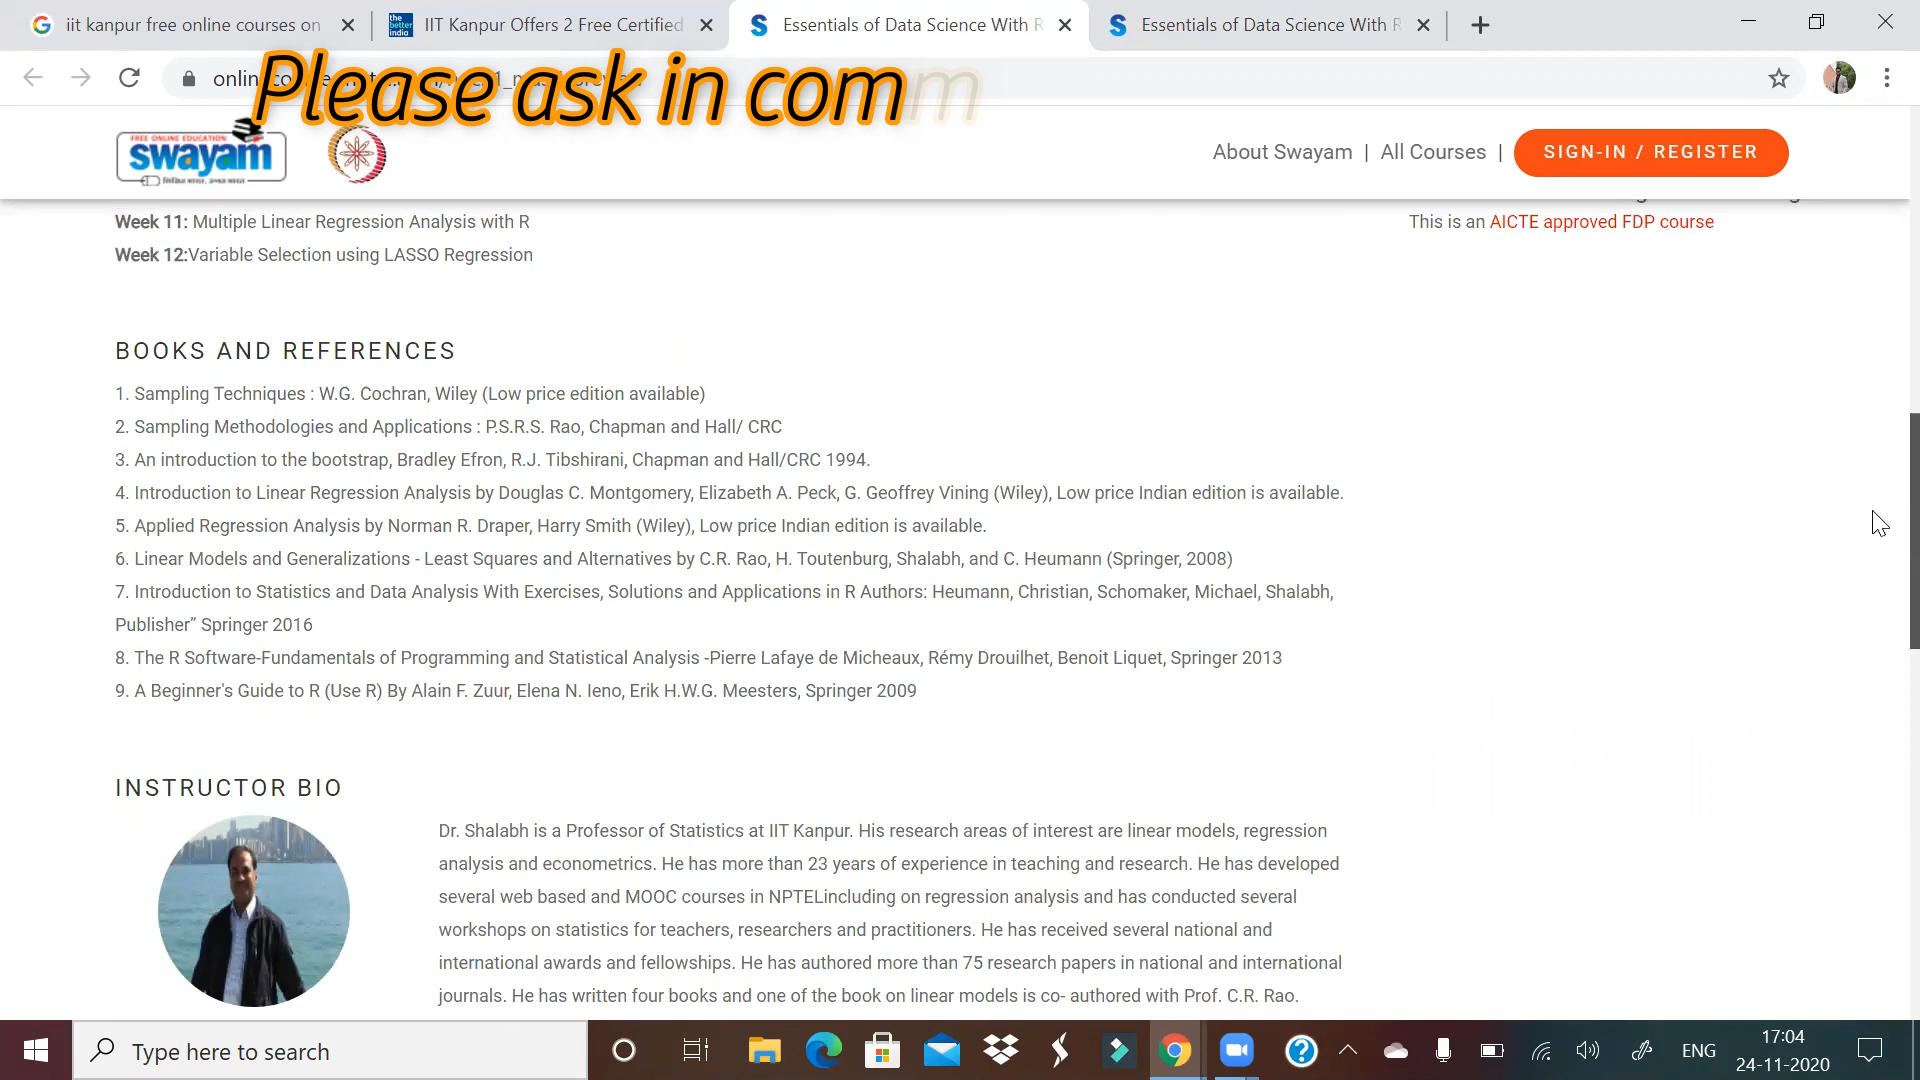 iit kanpur free online courses on
IIT Kanpur Offers 2 Free Certified
Essentials of Data Science With R
Essentials of Data Science With R
Please ask in comm
FREE ONLINE EDUCATION
swayam
About Swayam | All Courses | SIGN-IN / REGISTER
Week 11: Multiple Linear Regression Analysis with R
This is an AICTE approved FDP course
Week 12:Variable Selection using LASSO Regression
BOOKS AND REFERENCES
1. Sampling Techniques : W.G. Cochran, Wiley (Low price edition available)
2. Sampling Methodologies and Applications : P.S.R.S. Rao, Chapman and Hall/ CRC
3. An introduction to the bootstrap, Bradley Efron, R.J. Tibshirani, Chapman and Hall/CRC 1994.
4. Introduction to Linear Regression Analysis by Douglas C. Montgomery, Elizabeth A. Peck, G. Geoffrey Vining (Wiley), Low price Indian edition is available.
5. Applied Regression Analysis by Norman R. Draper, Harry Smith (Wiley), Low price Indian edition is available.
6. Linear Models and Generalizations - Least Squares and Alternatives by C.R. Rao, H. Toutenburg, Shalabh, and C. Heumann (Springer, 2008)
7. Introduction to Statistics and Data Analysis With Exercises, Solutions and Applications in R Authors: Heumann, Christian, Schomaker, Michael, Shalabh,
Publisher” Springer 2016
8. The R Software-Fundamentals of Programming and Statistical Analysis -Pierre Lafaye de Micheaux, Rémy Drouilhet, Benoit Liquet, Springer 2013
9. A Beginner's Guide to R (Use R) By Alain F. Zuur, Elena N. Ieno, Erik H.W.G. Meesters, Springer 2009
INSTRUCTOR BIO
Dr. Shalabh is a Professor of Statistics at IIT Kanpur. His research areas of interest are linear models, regression
analysis and econometrics. He has more than 23 years of experience in teaching and research. He has developed
several web based and MOOC courses in NPTELincluding on regression analysis and has conducted several
workshops on statistics for teachers, researchers and practitioners. He has received several national and
international awards and fellowships. He has authored more than 75 research papers in national and international
journals. He has written four books and one of the book on linear models is co- authored with Prof. C.R. Rao.
Type here to search
ENG
17:04
24-11-2020